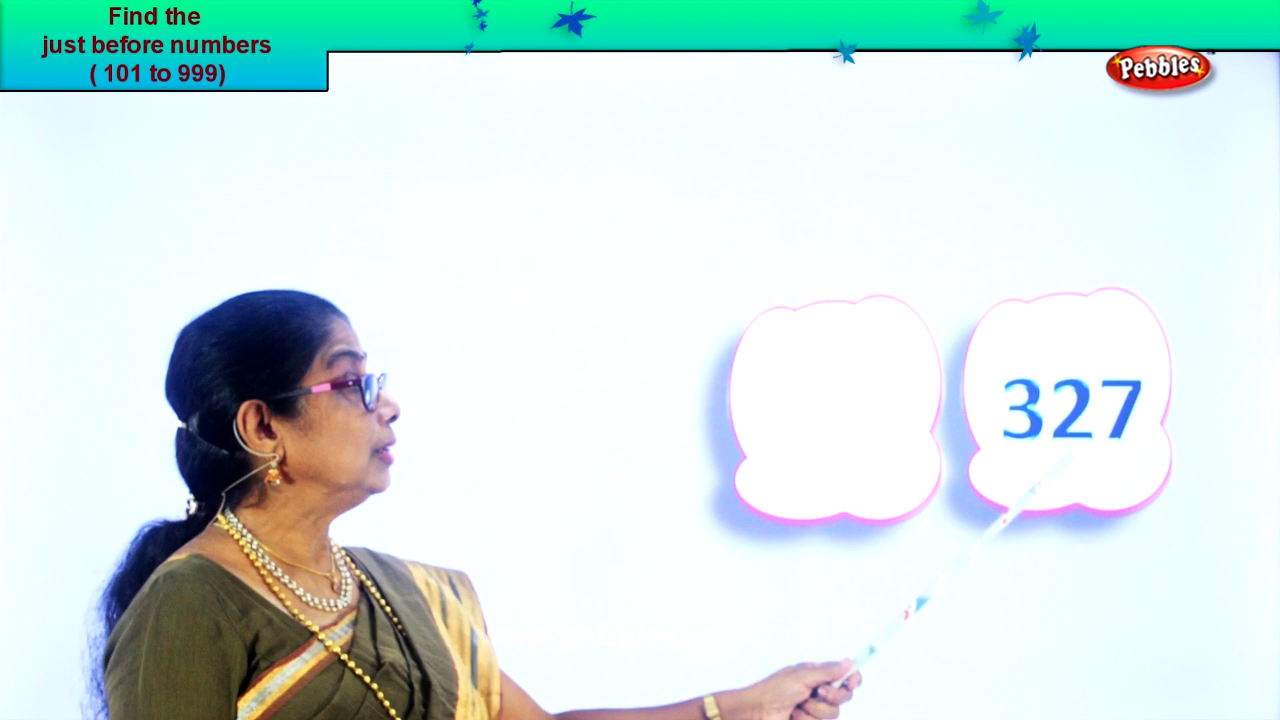 Find the
just before numbers
( 101 to 999)
Pebbles
327